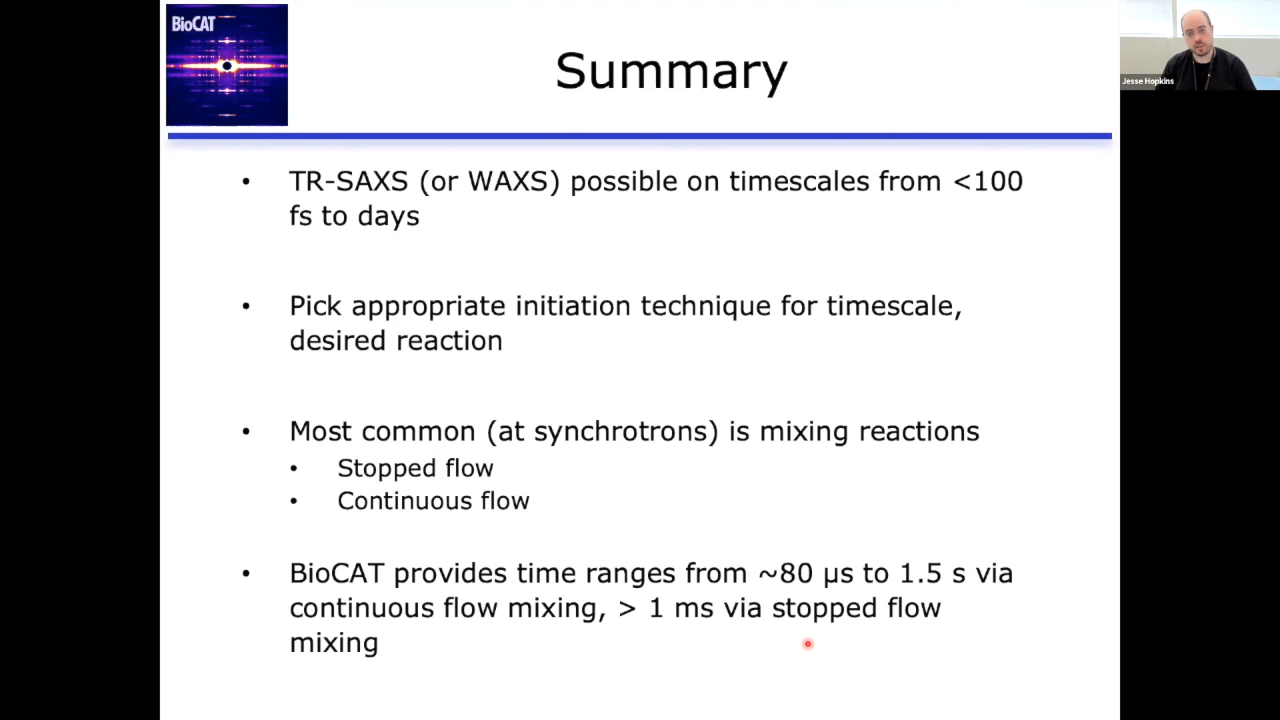 BioCAT
Summary
Jesse Hopkins
• TR-SAXS (or WAXS) possible on timescales from <100
fs to days
• Pick appropriate initiation technique for timescale,
desired reaction
• Most common (at synchrotrons) is mixing reactions
• Stopped flow
• Continuous flow
• BioCAT provides time ranges from ~80 μs to 1.5 s via
continuous flow mixing, > 1 ms via stopped flow
mixing